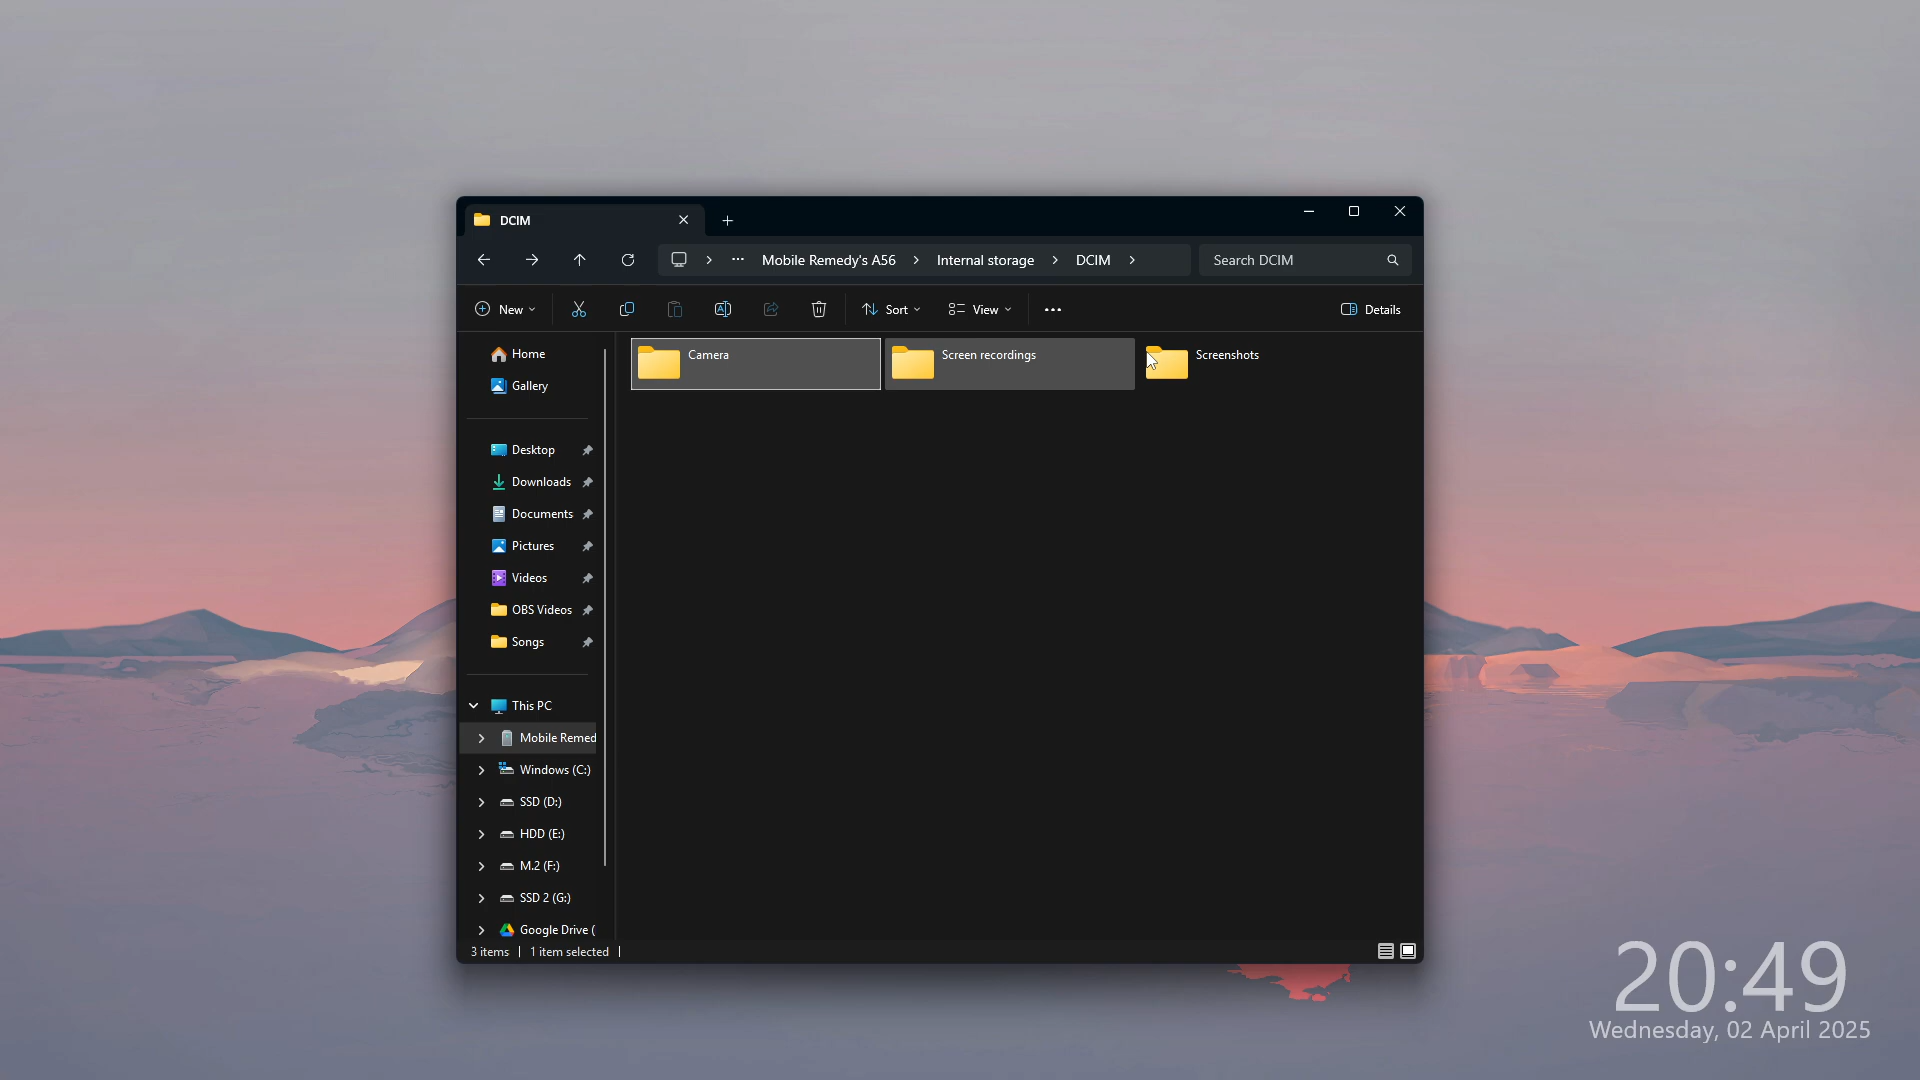 DCIM
Mobile Remedy's A56 Internal storage DCIM Search DCIM
New Sort View Details
Home
Gallery
Desktop
Downloads
Documents
Pictures
Videos
OBS Videos
Songs
This PC
Mobile Remed
Windows (C:)
SSD (D:)
HDD (E:)
M.2 (F:)
SSD 2 (G:)
Google Drive (
Camera Screen recordings Screenshots
3 items 1 item selected
20:49
Wednesday, 02 April 2025